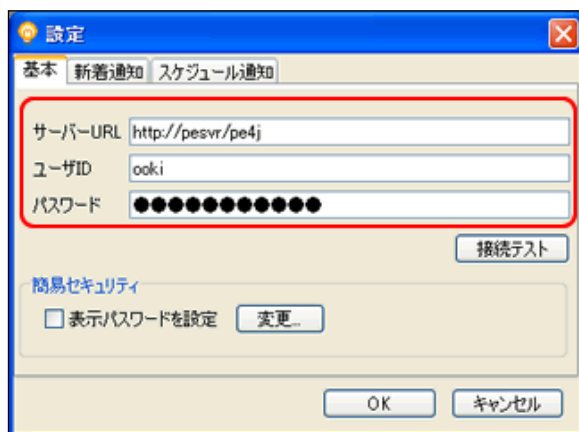 設定
基本 新着通知 スケジュール通知
サーバーURL http://pesvr/pe4j
ユーザID ooki
パスワード ●●●●●●●●●●●
接続テスト
簡易セキュリティ
表示パスワードを設定 変更...
OK キャンセル